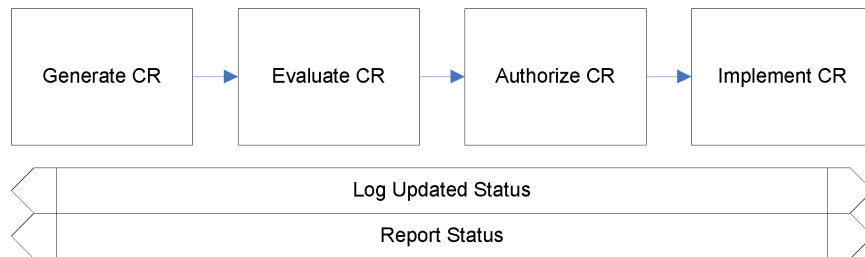 Generate CR
Evaluate CR
Authorize CR
Implement CR
Log Updated Status
Report Status